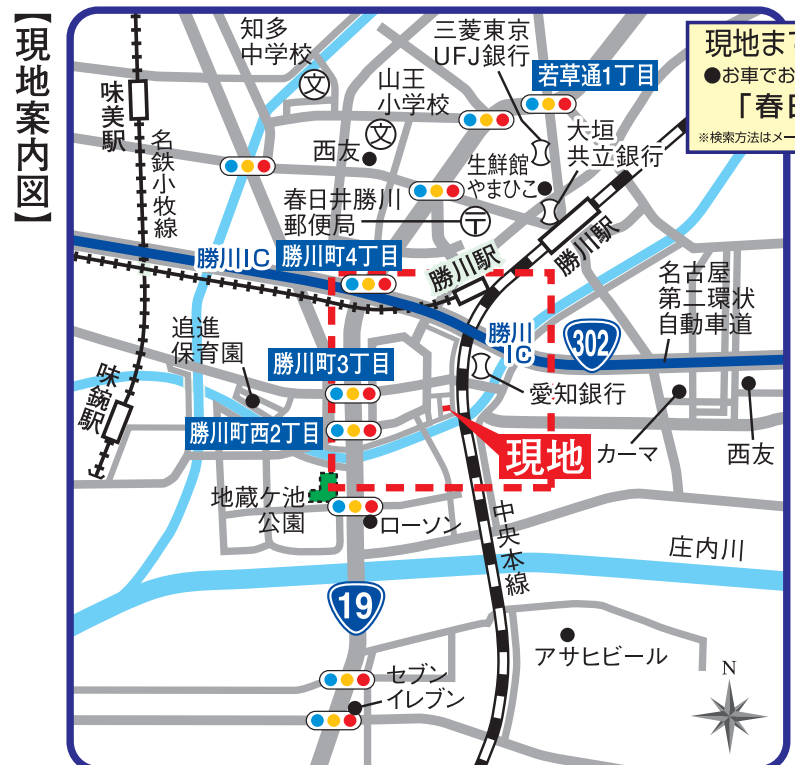 【現地案内図】
知多
中学校
文
三菱東京
UFJ銀行
若草通1丁目
現地まで
●お車でお
「春日
※検索方法はメー
味美駅
名鉄小牧線
山王
小学校
文
西友
生鮮館
やまひこ
大垣
共立銀行
春日井勝川
郵便局
〒
勝川駅
勝川駅
勝川IC
勝川町4丁目
名古屋
第二環状
自動車道
追進
保育園
勝川
IC
302
勝川町3丁目
愛知銀行
味鋺駅
勝川町西2丁目
現地
カーマ
西友
地蔵ケ池
公園
ローソン
中央本線
庄内川
19
アサヒビール
セブン
イレブン
N